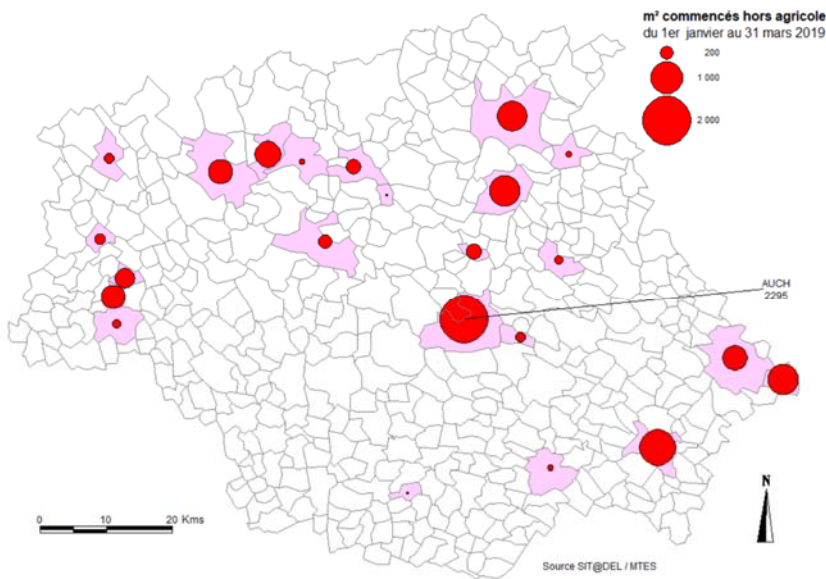 m² commencés hors agricole
du 1er janvier au 31 mars 2019
200
1 000
2 000
AUCH
2295
N
0 10 20 Kms
Source SIT@DEL / MTES